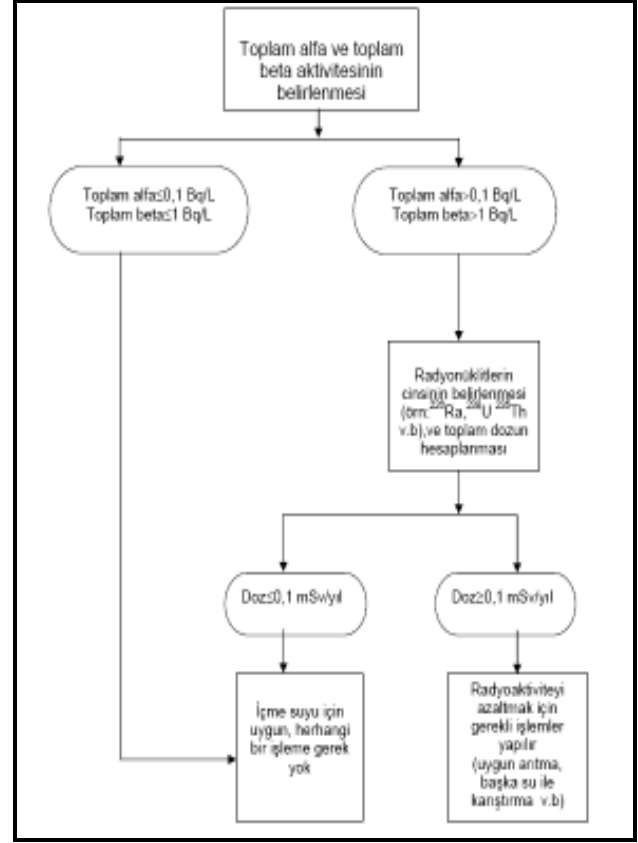 Toplam alfa ve toplam
beta aktivitesinin
belirlenmesi
Toplam alfa≤0,1 Bq/L
Toplam beta≤1 Bq/L
Toplam alfa>0,1 Bq/L
Toplam beta>1 Bq/L
Radyonüklitlerin
cinsinin belirlenmesi
(örn: Ra, U Th
v.b),ve toplam dozun
hesaplanması
Doz≤0,1 mSv/yıl
Doz≥0,1 mSv/yıl
İçme suyu için
uygun, herhangi
bir işleme gerek
yok
Radyoaktiviteyi
azaltmak için
gerekli işlemler
yapılır
(uygun arıtma,
başka su ile
karıştırma v.b)